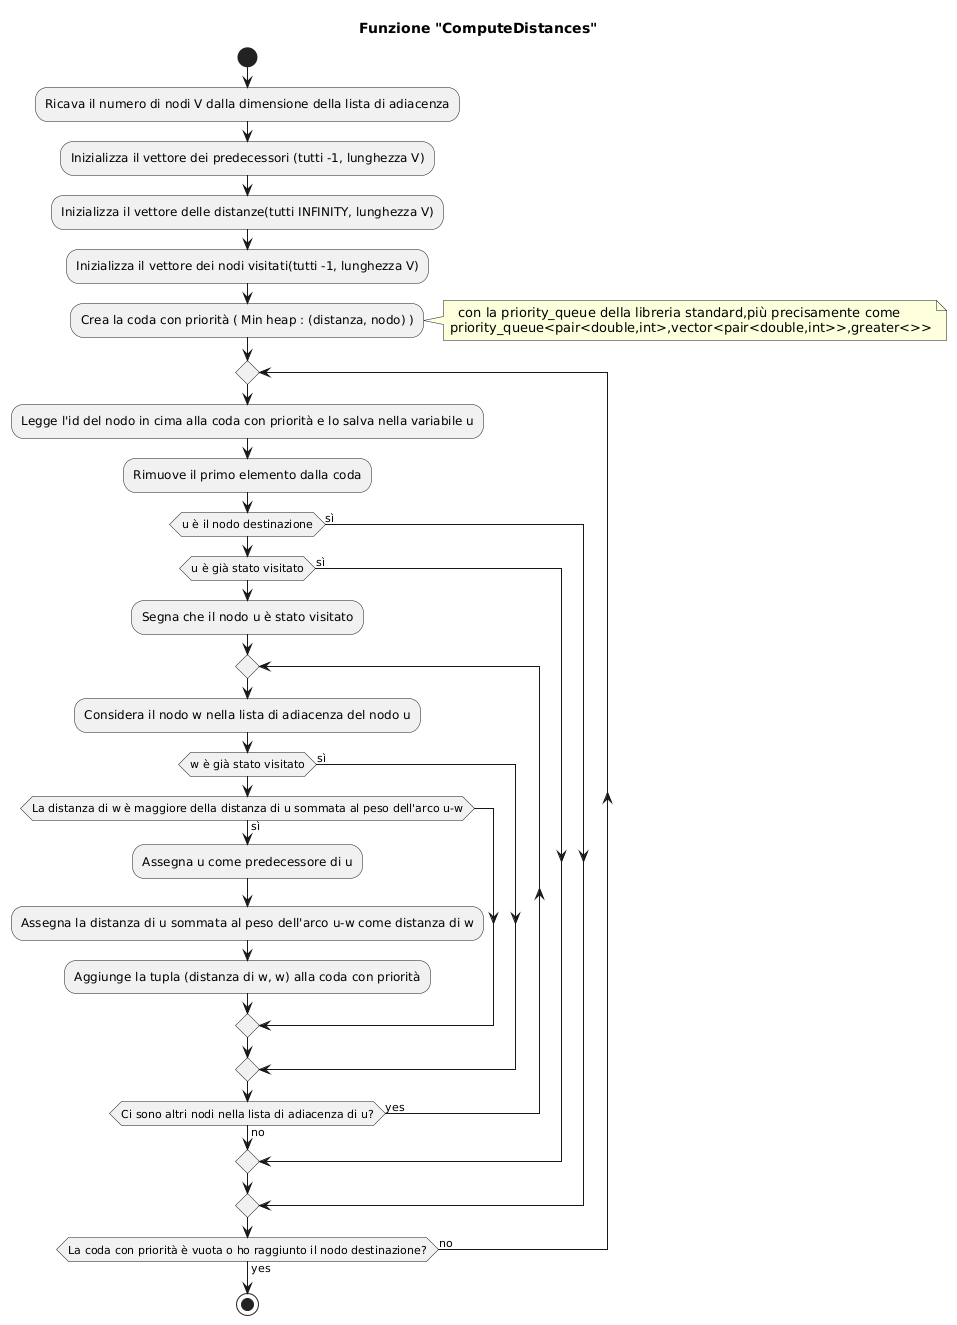 Funzione "ComputeDistances"
Ricava il numero di nodi V dalla dimensione della lista di adiacenza
Inizializza il vettore dei predecessori (tutti -1, lunghezza V)
Inizializza il vettore delle distanze(tutti INFINITY, lunghezza V)
Inizializza il vettore dei nodi visitati(tutti -1, lunghezza V)
Crea la coda con priorità ( Min heap : (distanza, nodo) )
con la priority_queue della libreria standard,più precisamente come
priority_queue<pair<double,int>,vector<pair<double,int>>,greater<>>
Legge l'id del nodo in cima alla coda con priorità e lo salva nella variabile u
Rimuove il primo elemento dalla coda
u è il nodo destinazione
sì
u è già stato visitato
sì
Segna che il nodo u è stato visitato
Considera il nodo w nella lista di adiacenza del nodo u
w è già stato visitato
sì
La distanza di w è maggiore della distanza di u sommata al peso dell'arco u-w
sì
Assegna u come predecessore di u
Assegna la distanza di u sommata al peso dell'arco u-w come distanza di w
Aggiunge la tupla (distanza di w, w) alla coda con priorità
Ci sono altri nodi nella lista di adiacenza di u?
yes
no
La coda con priorità è vuota o ho raggiunto il nodo destinazione?
no
yes